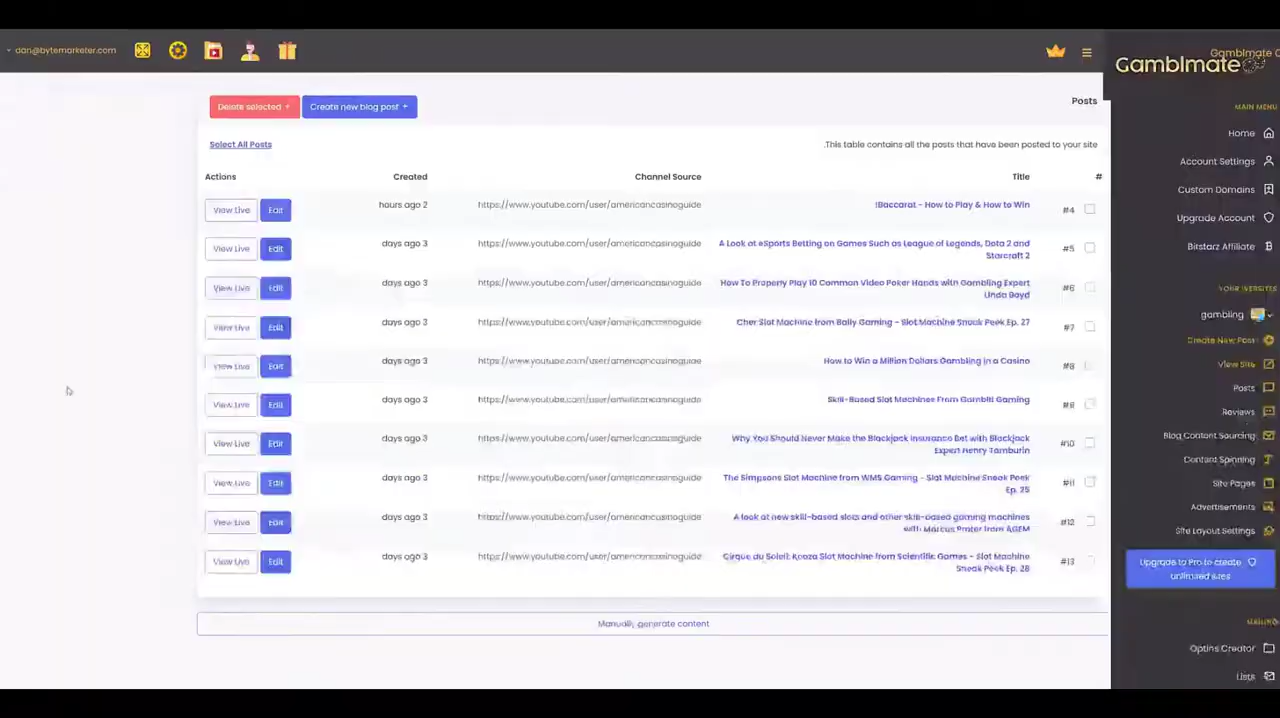 dan@bytemarketer.com
Gamblmate
Gamblmate
Delete selected +
Create new blog post +
Posts
Select All Posts
.This table contains all the posts that have been posted to your site
Actions
Created
Channel Source
Title
#
View Live
Edit
hours ago 2
https://www.youtube.com/user/americancasinoguide
!Baccarat - How to Play & How to Win
#4
View Live
Edit
days ago 3
https://www.youtube.com/user/americancasinoguide
A Look at eSports Betting on Games Such as League of Legends, Dota 2 and
Starcraft 2
#5
View Live
Edit
days ago 3
https://www.youtube.com/user/americancasinoguide
How To Properly Play 10 Common Video Poker Hands with Gambling Expert
Linda Boyd
#6
View Live
Edit
days ago 3
https://www.youtube.com/user/americancasinoguide
Cher Slot Machine from Bally Gaming - Slot Machine Sneak Peek Ep. 27
#7
View Live
Edit
days ago 3
https://www.youtube.com/user/americancasinoguide
How to Win a Million Dollars Gambling in a Casino
#8
View Live
Edit
days ago 3
https://www.youtube.com/user/americancasinoguide
Skill-Based Slot Machines From Gamblit Gaming
#9
View Live
Edit
days ago 3
https://www.youtube.com/user/americancasinoguide
Why You Should Never Make the Blackjack Insurance Bet with Blackjack
Expert Henry Tamburin
#10
View Live
Edit
days ago 3
https://www.youtube.com/user/americancasinoguide
The Simpsons Slot Machine from WMS Gaming - Slot Machine Sneak Peek
Ep. 25
#11
View Live
Edit
days ago 3
https://www.youtube.com/user/americancasinoguide
A look at new skill-based slots and other skill-based gaming machines
with Marcus Prater from AGEM
#12
View Live
Edit
days ago 3
https://www.youtube.com/user/americancasinoguide
Cirque du Soleil: Kooza Slot Machine from Scientific Games - Slot Machine
Sneak Peek Ep. 28
#13
Manually generate content
MAIN MENU
Home
Account Settings
Custom Domains
Upgrade Account
Bitstarz Affiliate
YOUR WEBSITES
gambling
Create New Post
View Site
Posts
Reviews
Blog Content Sourcing
Content Spinning
Site Pages
Advertisements
Site Layout Settings
Upgrade to Pro to create
unlimited sites
Optins Creator
Lists